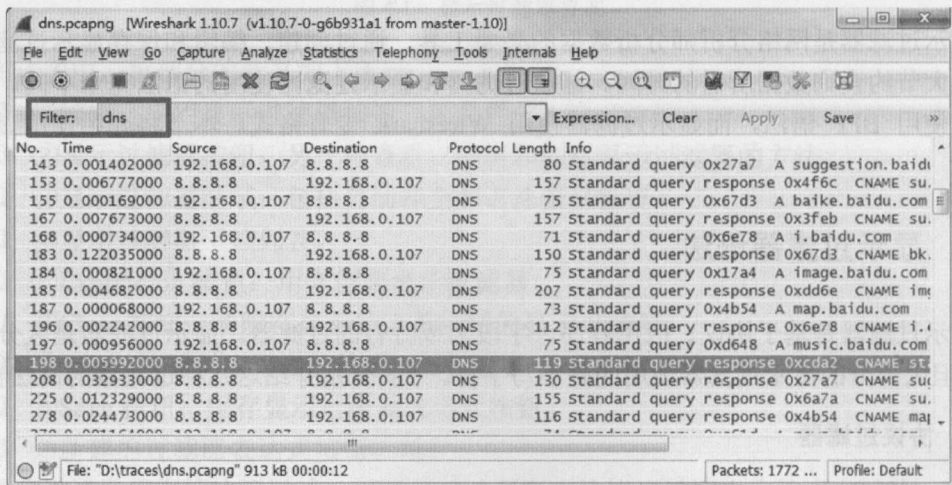 dns.pcapng [Wireshark 1.10.7 (v1.10.7-0-g6b931a1 from master-1.10)]
File Edit View Go Capture Analyze Statistics Telephony Tools Internals Help
Filter: dns Expression... Clear Apply Save
No. Time Source Destination Protocol Length Info
143 0.001402000 192.168.0.107 8.8.8.8 DNS 80 Standard query 0x27a7 A suggestion.baidu
153 0.006777000 8.8.8.8 192.168.0.107 DNS 157 Standard query response 0x4f6c CNAME su.
155 0.000169000 192.168.0.107 8.8.8.8 DNS 75 Standard query 0x67d3 A baike.baidu.com
167 0.007673000 8.8.8.8 192.168.0.107 DNS 157 Standard query response 0x3feb CNAME su.
168 0.000734000 192.168.0.107 8.8.8.8 DNS 71 Standard query 0x6e78 A i.baidu.com
183 0.122035000 8.8.8.8 192.168.0.107 DNS 150 Standard query response 0x67d3 CNAME bk.
184 0.000821000 192.168.0.107 8.8.8.8 DNS 75 Standard query 0x17a4 A image.baidu.com
185 0.004682000 8.8.8.8 192.168.0.107 DNS 207 Standard query response 0xdd6e CNAME img
187 0.000068000 192.168.0.107 8.8.8.8 DNS 73 Standard query 0x4b54 A map.baidu.com
196 0.002242000 8.8.8.8 192.168.0.107 DNS 112 Standard query response 0x6e78 CNAME i.
197 0.000956000 192.168.0.107 8.8.8.8 DNS 75 Standard query 0xd648 A music.baidu.com
198 0.005992000 8.8.8.8 192.168.0.107 DNS 119 Standard query response 0xcda2 CNAME sta
208 0.032933000 8.8.8.8 192.168.0.107 DNS 130 Standard query response 0x27a7 CNAME sug
225 0.012329000 8.8.8.8 192.168.0.107 DNS 155 Standard query response 0x6a7a CNAME su.
278 0.024473000 8.8.8.8 192.168.0.107 DNS 116 Standard query response 0x4b54 CNAME map
File: "D:\traces\dns.pcapng" 913 kB 00:00:12 Packets: 1772 ... Profile: Default